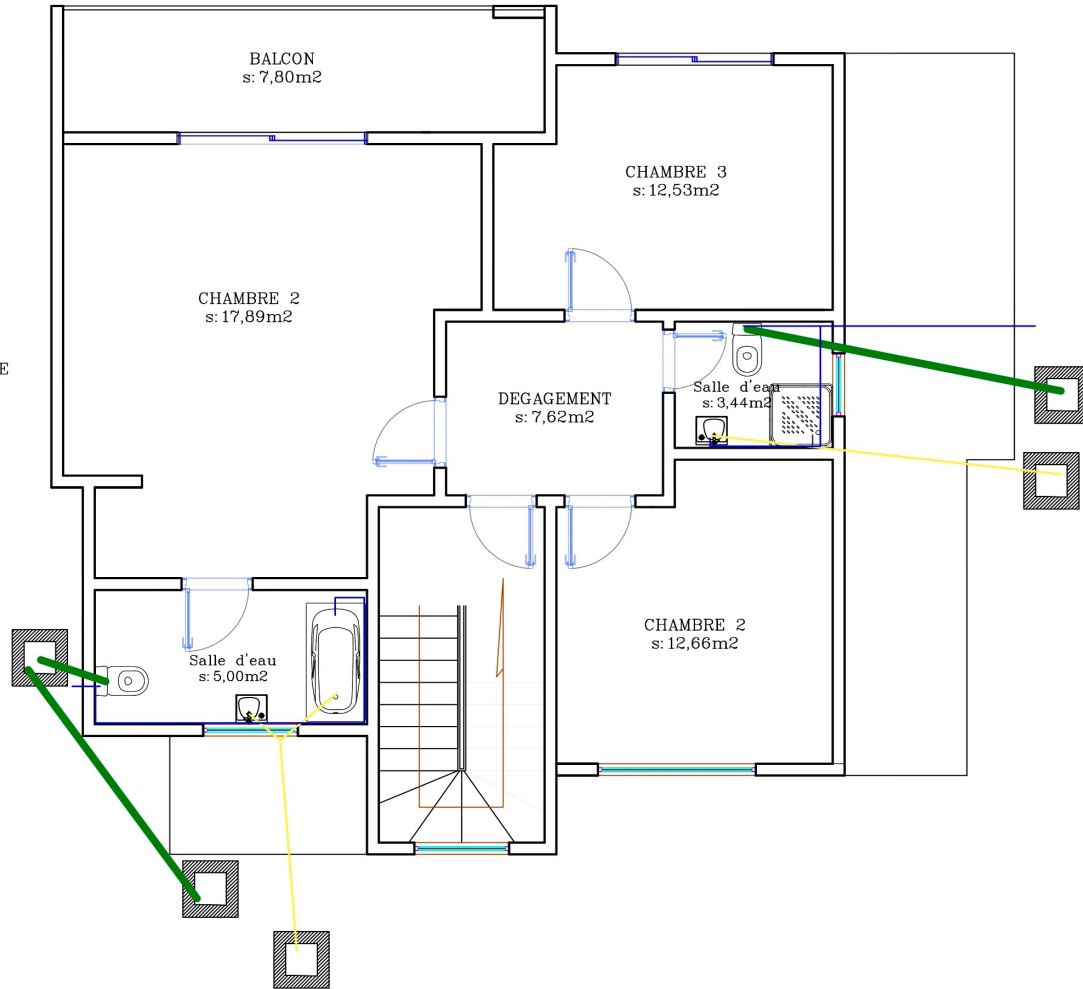 BALCON
s: 7,80m2
CHAMBRE 3
s: 12,53m2
CHAMBRE 2
s: 17,89m2
E
DEGAGEMENT
s: 7,62m2
Salle d'eau
s: 3,44m2
CHAMBRE 2
s: 12,66m2
Salle d'eau
s: 5,00m2